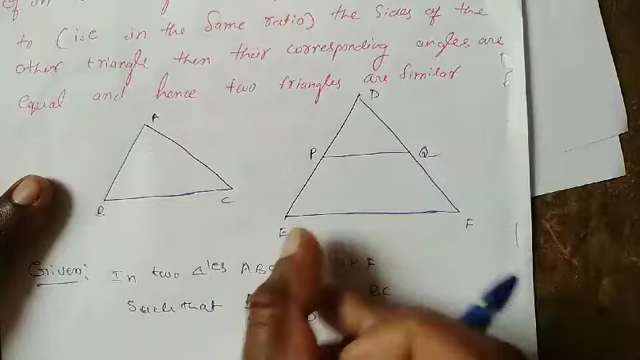 to (i.e in the same ratio) the sides of the
other triangle then their corresponding angles are
equal and hence two triangles are similar
A
D
P
Q
B
C
E
F
Given: In two Δles ABC
F
Such that
BC